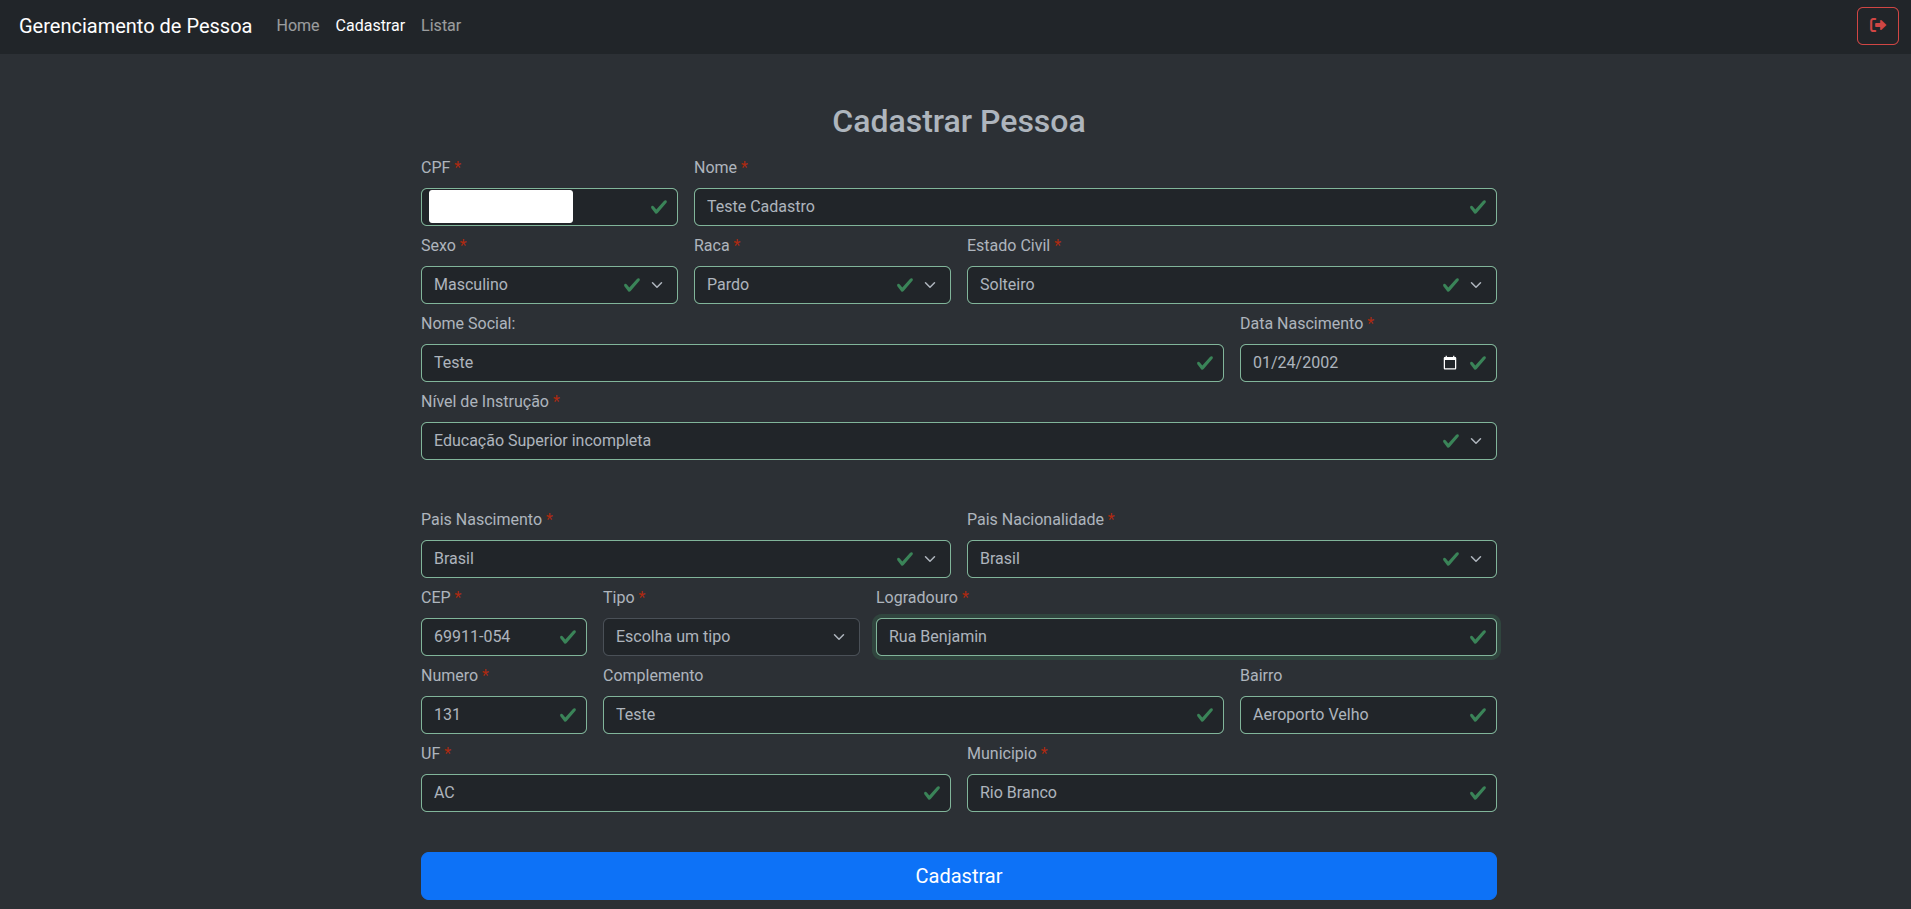 Gerenciamento de Pessoa Home Cadastrar Listar
Cadastrar Pessoa
CPF * Nome *
Teste Cadastro
Sexo * Raca * Estado Civil *
Masculino Pardo Solteiro
Nome Social: Data Nascimento *
Teste 01/24/2002
Nível de Instrução *
Educação Superior incompleta
Pais Nascimento * Pais Nacionalidade *
Brasil Brasil
CEP * Tipo * Logradouro *
69911-054 Escolha um tipo Rua Benjamin
Numero * Complemento Bairro
131 Teste Aeroporto Velho
UF * Municipio *
AC Rio Branco
Cadastrar